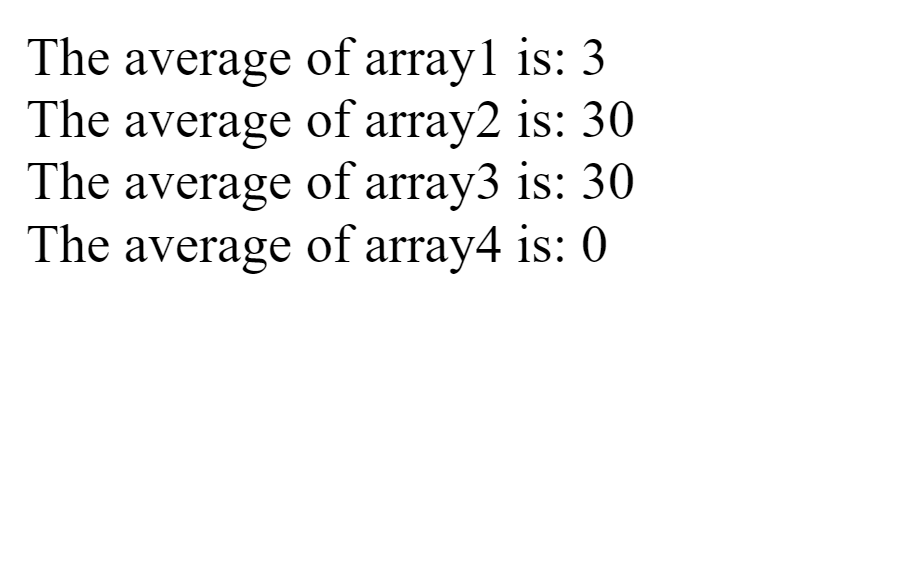 The average of array1 is: 3
The average of array2 is: 30
The average of array3 is: 30
The average of array4 is: 0